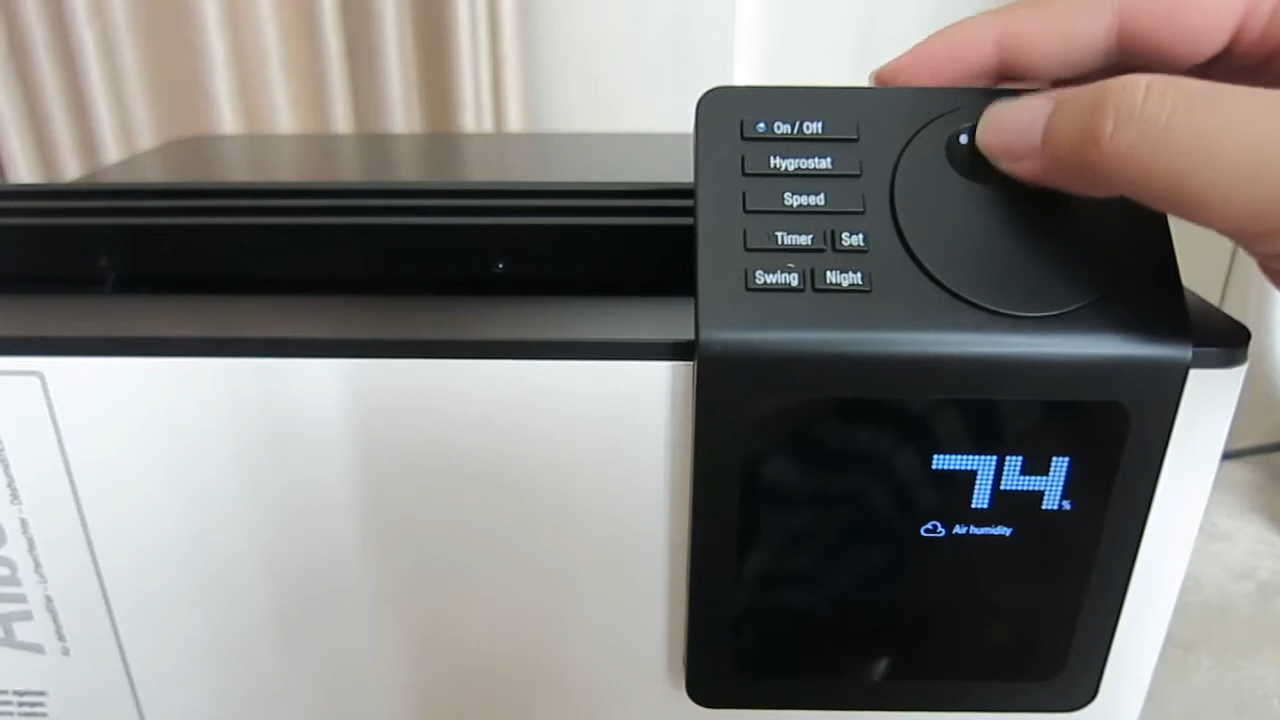 On / Off
Hygrostat
Speed
Timer Set
Swing Night
74%
Air humidity